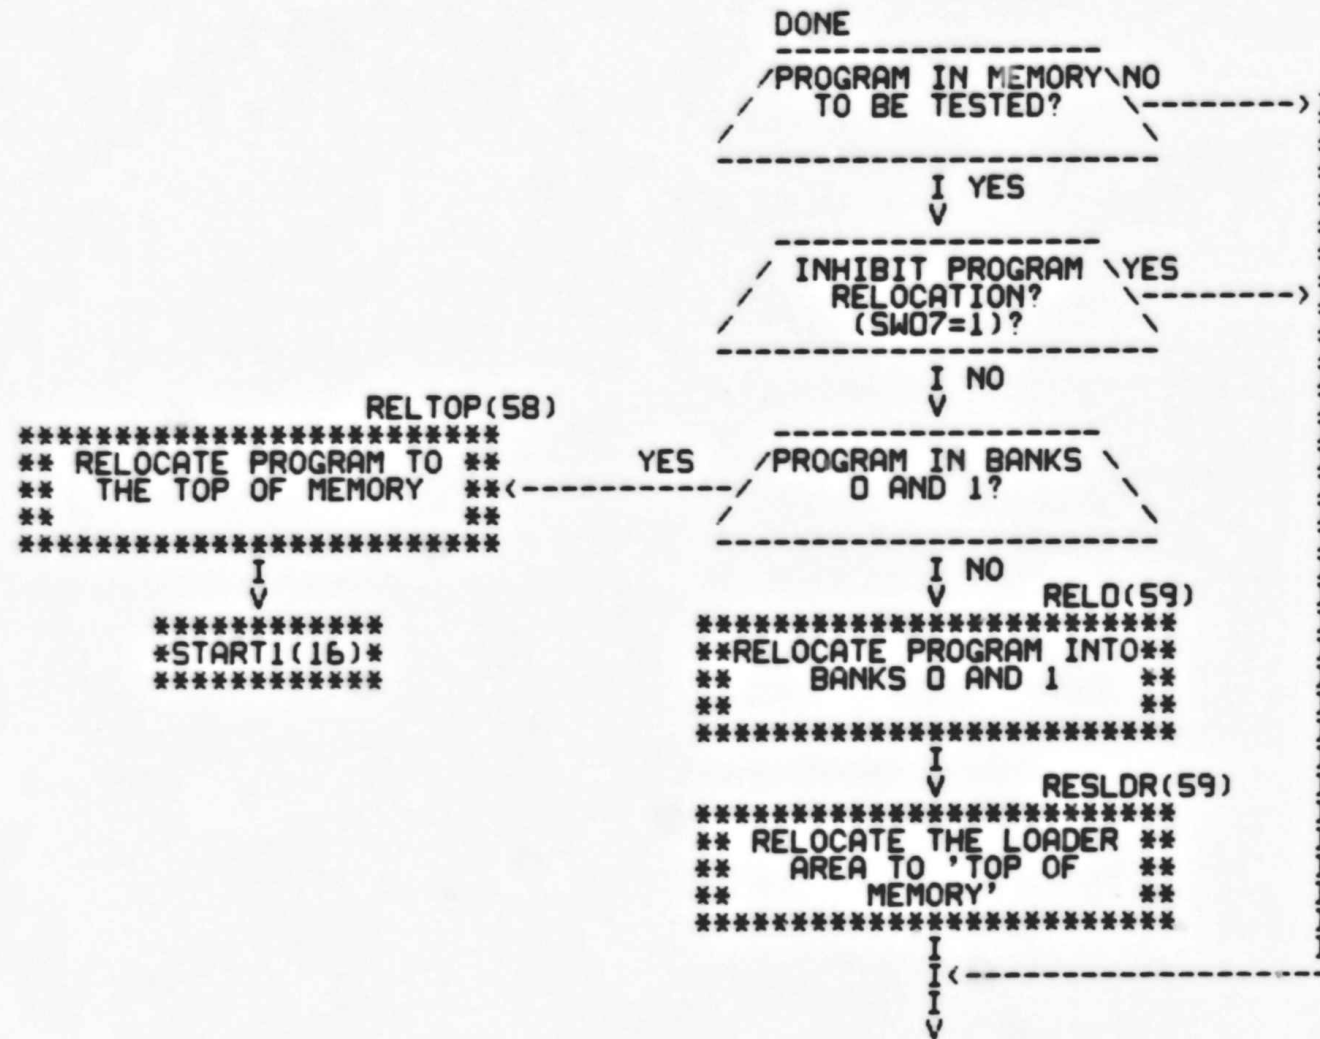 DONE
PROGRAM IN MEMORY NO
TO BE TESTED?
I YES
V
INHIBIT PROGRAM YES
RELOCATION?
(SW07=1)?
I NO
V
RELTOP(58)
** RELOCATE PROGRAM TO **
** THE TOP OF MEMORY **
YES
PROGRAM IN BANKS
0 AND 1?
I
V
*START1(16)*
I NO
V
REL0(59)
**RELOCATE PROGRAM INTO**
** BANKS 0 AND 1 **
I
V
RESLDR(59)
** RELOCATE THE LOADER **
** AREA TO 'TOP OF **
** MEMORY' **
I
I
I
V